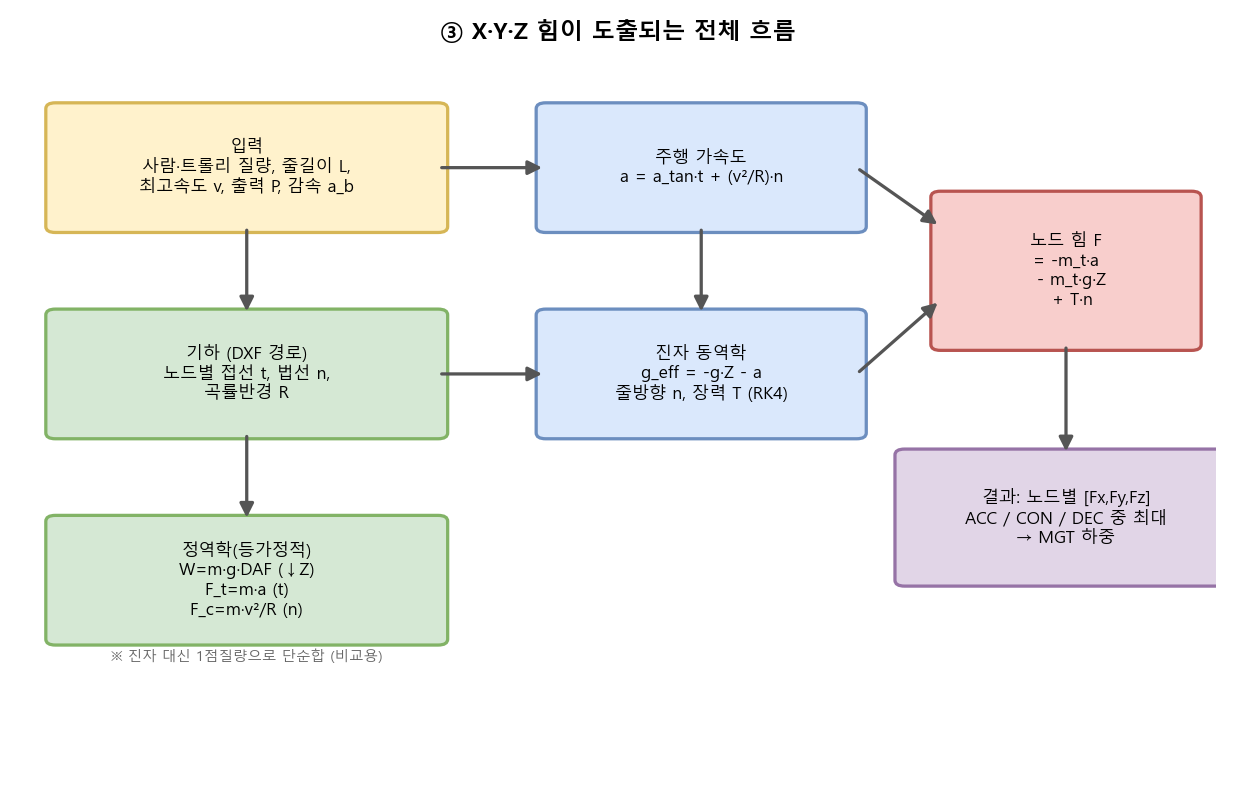 ③ X·Y·Z 힘이 도출되는 전체 흐름
입력
사람·트롤리 질량, 줄길이 L,
최고속도 v, 출력 P, 감속 a_b
주행 가속도
a = a_tan·t + (v²/R)·n
노드 힘 F
= -m_t·a
- m_t·g·Z
+ T·n
기하 (DXF 경로)
노드별 접선 t, 법선 n,
곡률반경 R
진자 동역학
g_eff = -g·Z - a
줄방향 n, 장력 T (RK4)
결과: 노드별 [Fx,Fy,Fz]
ACC / CON / DEC 중 최대
→ MGT 하중
정역학(등가정적)
W=m·g·DAF (↓Z)
F_t=m·a (t)
F_c=m·v²/R (n)
※ 진자 대신 1점질량으로 단순합 (비교용)